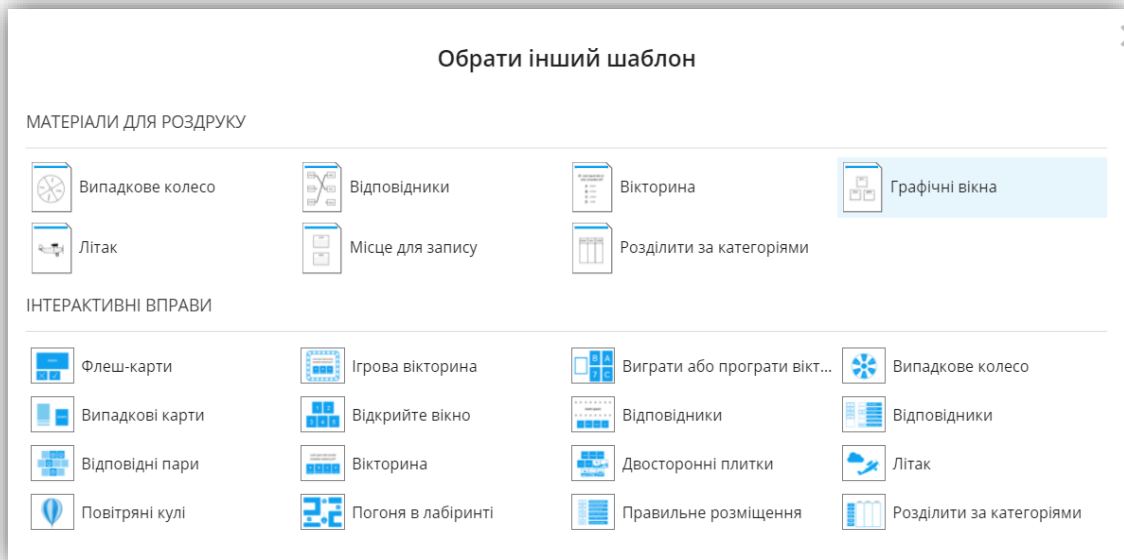 Обрати інший шаблон
МАТЕРІАЛИ ДЛЯ РОЗДРУКУ
Випадкове колесо
Відповідники
Вікторина
Графічні вікна
Літак
Місце для запису
Розділити за категоріями
ІНТЕРАКТИВНІ ВПРАВИ
Флеш-карти
Ігрова вікторина
Виграти або програти вікт...
Випадкове колесо
Випадкові карти
Відкрийте вікно
Відповідники
Відповідники
Відповідні пари
Вікторина
Двосторонні плитки
Літак
Повітряні кулі
Погоня в лабіринті
Правильне розміщення
Розділити за категоріями